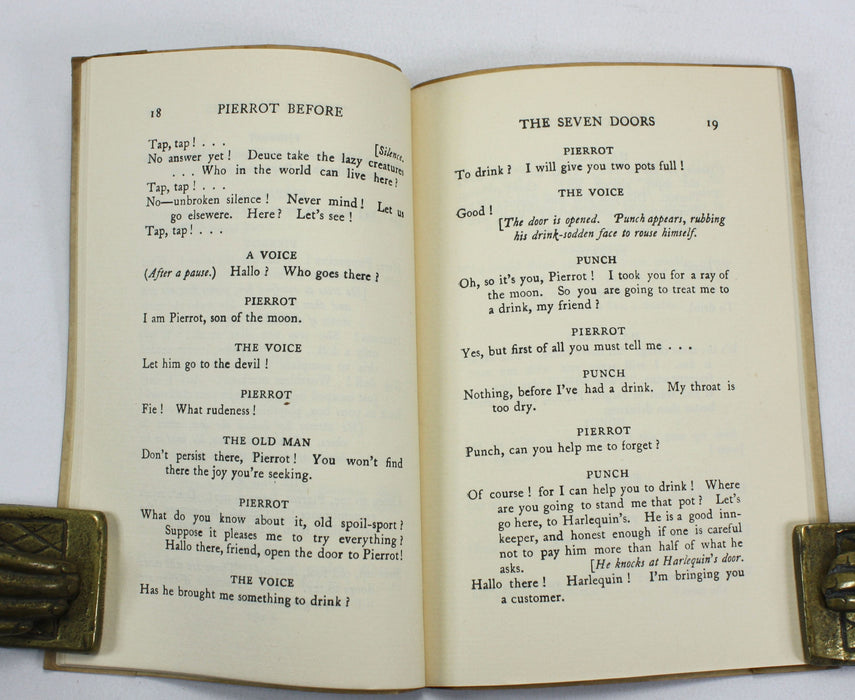 18 PIERROT BEFORE
Tap, tap! . . . [Silence.
No answer yet! Deuce take the lazy creatures
. . . Who in the world can live here?
Tap, tap! . . .
No—unbroken silence! Never mind! Let us
go elsewere. Here? Let's see!
Tap, tap! . . .
A VOICE
(After a pause.) Hallo? Who goes there?
PIERROT
I am Pierrot, son of the moon.
THE VOICE
Let him go to the devil!
PIERROT
Fie! What rudeness!
THE OLD MAN
Don't persist there, Pierrot! You won't find
there the joy you're seeking.
PIERROT
What do you know about it, old spoil-sport?
Suppose it pleases me to try everything?
Hallo there, friend, open the door to Pierrot!
THE VOICE
Has he brought me something to drink?
THE SEVEN DOORS 19
PIERROT
To drink? I will give you two pots full!
THE VOICE
Good!
[The door is opened. Punch appears, rubbing
his drink-sodden face to rouse himself.
PUNCH
Oh, so it's you, Pierrot! I took you for a ray of
the moon. So you are going to treat me to
a drink, my friend?
PIERROT
Yes, but first of all you must tell me . . .
PUNCH
Nothing, before I've had a drink. My throat is
too dry.
PIERROT
Punch, can you help me to forget?
PUNCH
Of course! for I can help you to drink! Where
are you going to stand me that pot? Let's
go here, to Harlequin's. He is a good inn-
keeper, and honest enough if one is careful
not to pay him more than half of what he
asks. [He knocks at Harlequin's door.
Hallo there! Harlequin! I'm bringing you
a customer.